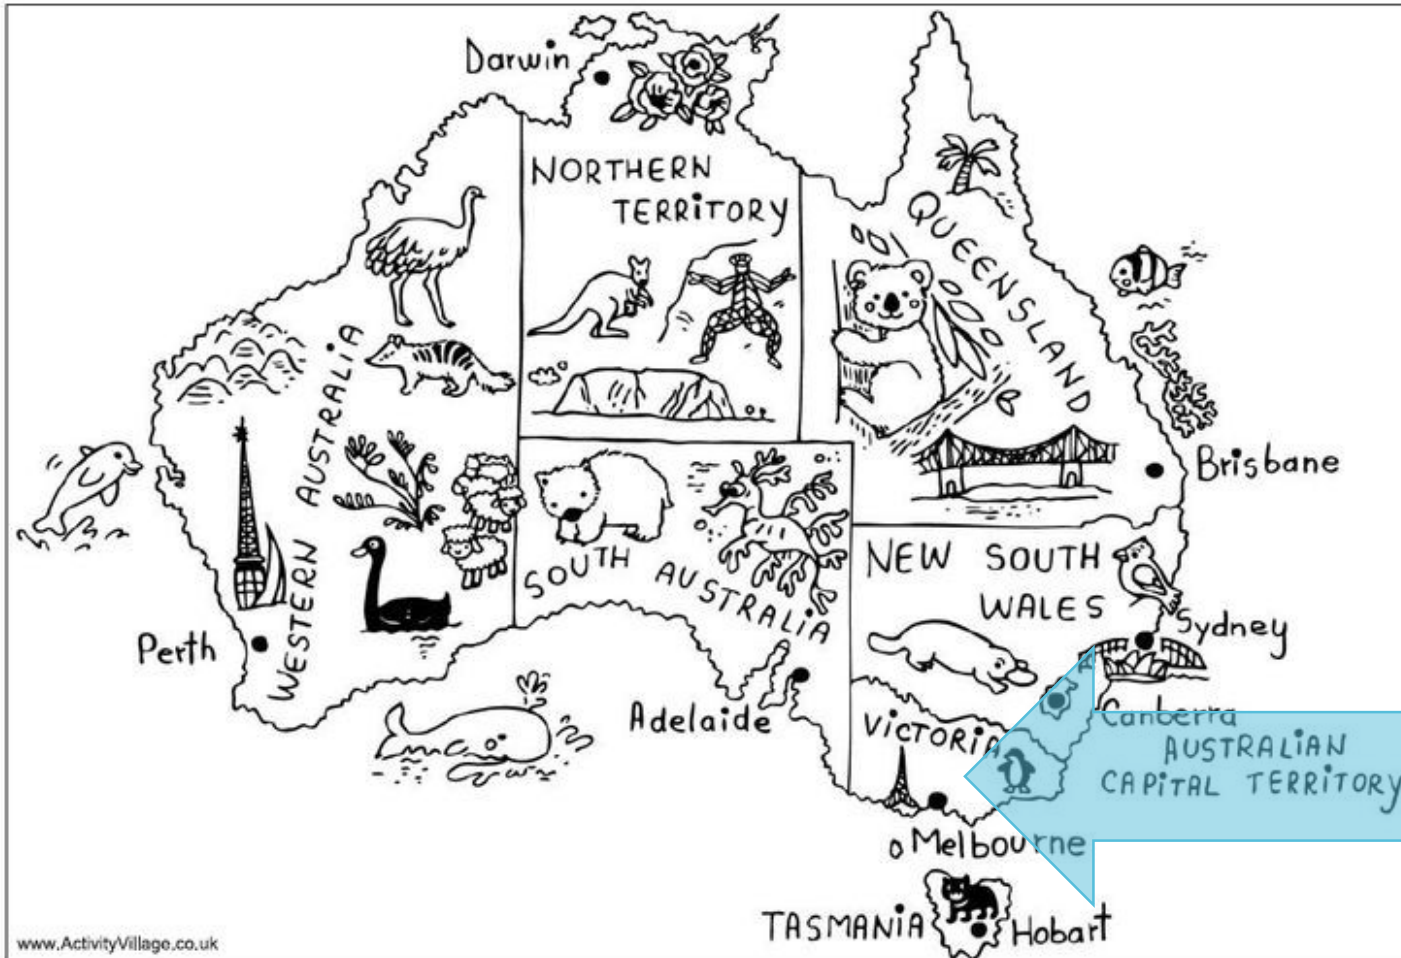 Darwin
NORTHERN
TERRITORY
QUEENSLAND
WESTERN AUSTRALIA
Brisbane
SOUTH AUSTRALIA
NEW SOUTH
WALES
Sydney
Perth
Adelaide
VICTORIA
Canberra
AUSTRALIAN
CAPITAL TERRITORY
Melbourne
TASMANIA
Hobart
www.ActivityVillage.co.uk